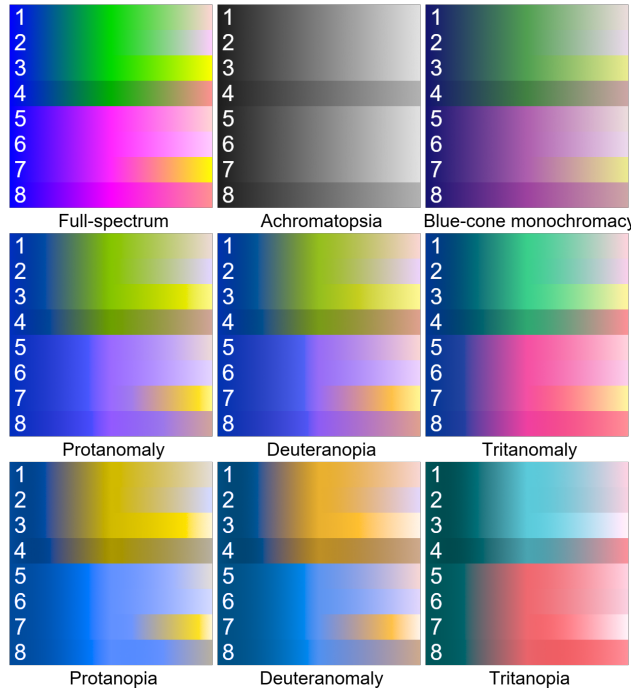 1 1 1
2 2 2
3 3 3
4 4 4
5 5 5
6 6 6
7 7 7
8 8 8
Full-spectrum Achromatopsia Blue-cone monochromacy
1 1 1
2 2 2
3 3 3
4 4 4
5 5 5
6 6 6
7 7 7
8 8 8
Protanomaly Deuteranopia Tritanomaly
1 1 1
2 2 2
3 3 3
4 4 4
5 5 5
6 6 6
7 7 7
8 8 8
Protanopia Deuteranomaly Tritanopia